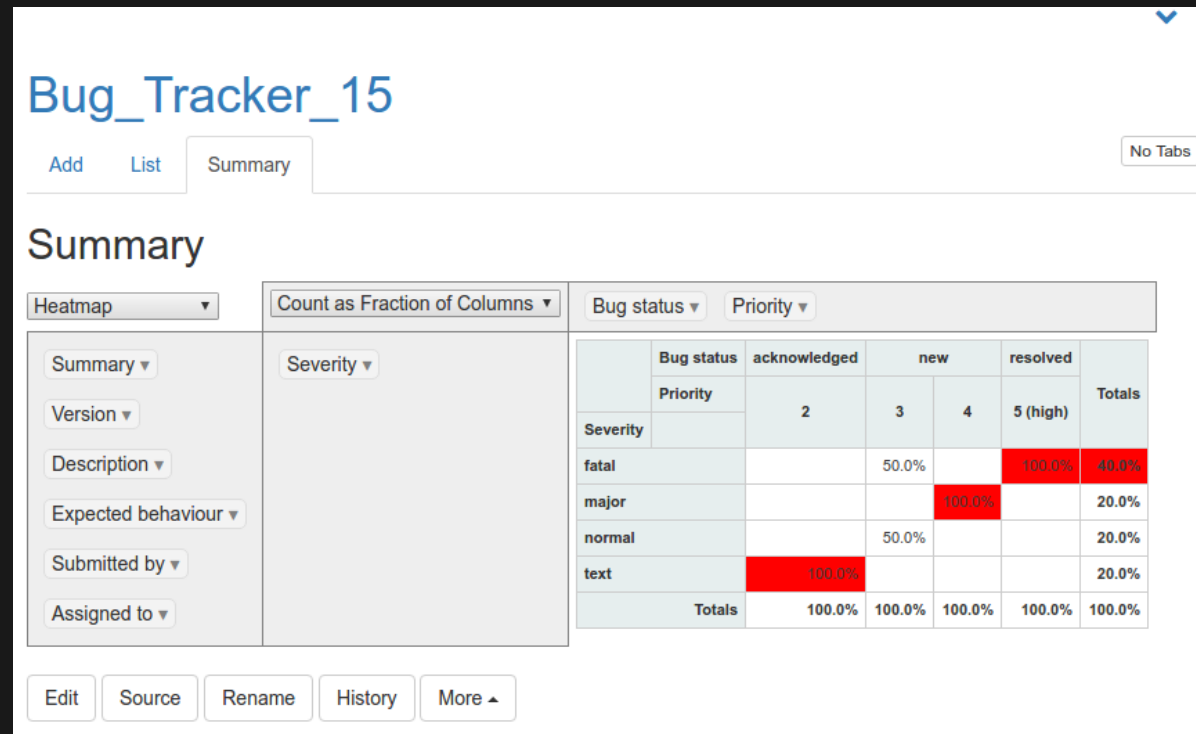 Bug_Tracker_15
Add List Summary No Tabs
Summary
Heatmap Count as Fraction of Columns Bug status Priority
Summary
Version
Description
Expected behaviour
Submitted by
Assigned to
Severity
Bug status acknowledged new resolved
Priority 2 3 4 5 (high) Totals
Severity
fatal 50.0% 100.0% 40.0%
major 100.0% 20.0%
normal 50.0% 20.0%
text 100.0% 20.0%
Totals 100.0% 100.0% 100.0% 100.0% 100.0%
Edit Source Rename History More